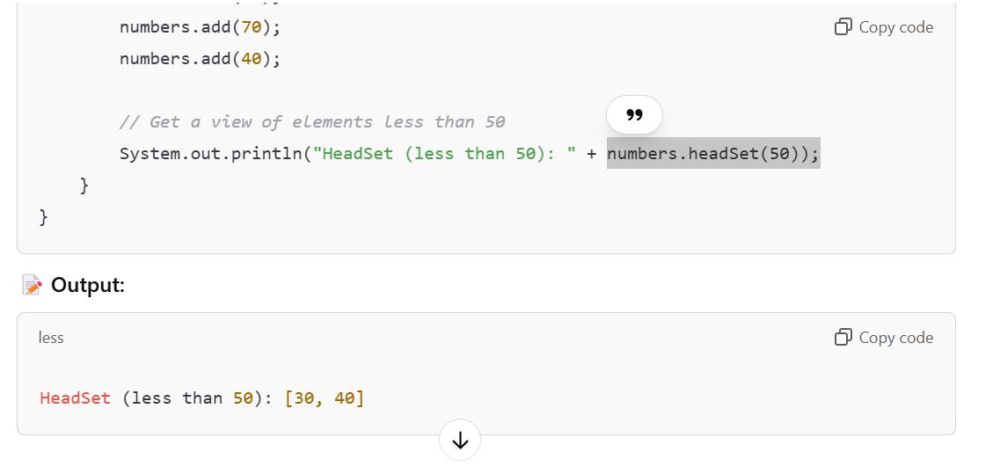 numbers.add(70);
Copy code
numbers.add(40);
// Get a view of elements less than 50
System.out.println("HeadSet (less than 50): " + numbers.headSet(50));
}
}
📝 Output:
less
Copy code
HeadSet (less than 50): [30, 40]